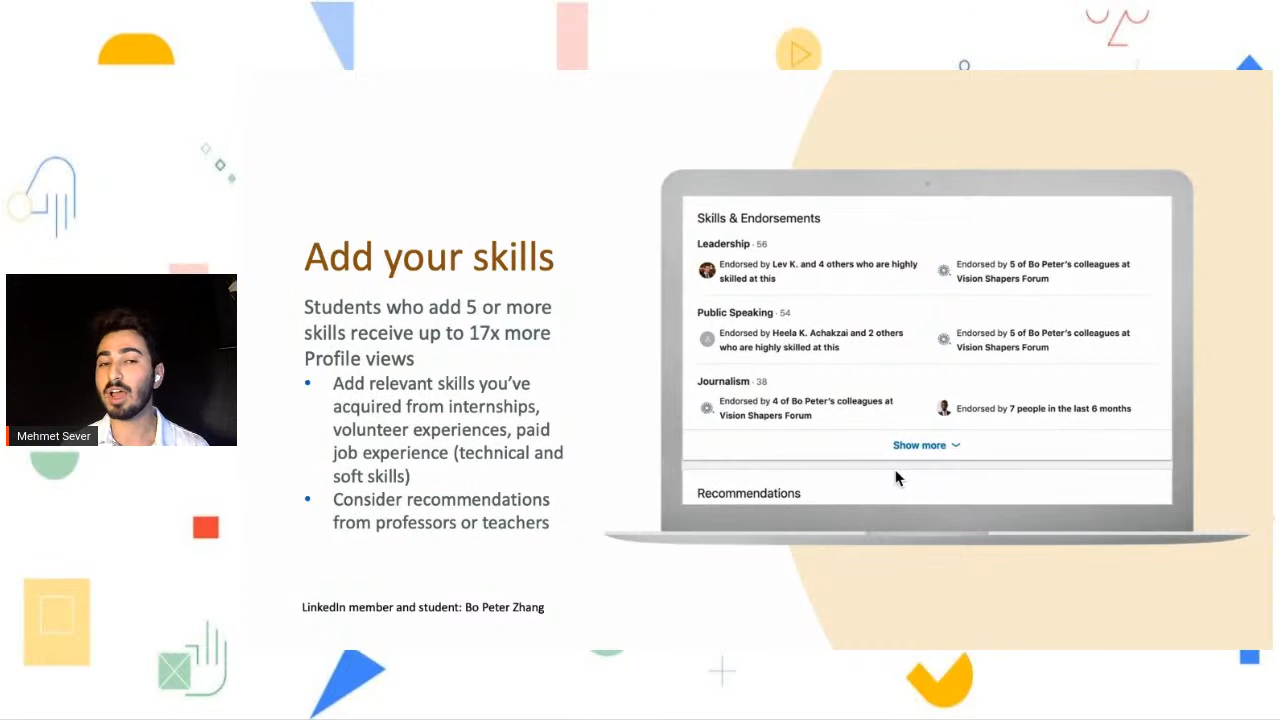 Add your skills
Students who add 5 or more
skills receive up to 17x more
Profile views
• Add relevant skills you've
acquired from internships,
volunteer experiences, paid
job experience (technical and
soft skills)
• Consider recommendations
from professors or teachers
LinkedIn member and student: Bo Peter Zhang
Mehmet Sever
Skills & Endorsements
Leadership · 56
Endorsed by Lev K. and 4 others who are highly
skilled at this
Endorsed by 5 of Bo Peter's colleagues at
Vision Shapers Forum
Public Speaking · 54
Endorsed by Heela K. Achakzai and 2 others
who are highly skilled at this
Endorsed by 5 of Bo Peter's colleagues at
Vision Shapers Forum
Journalism · 38
Endorsed by 4 of Bo Peter's colleagues at
Vision Shapers Forum
Endorsed by 7 people in the last 6 months
Show more
Recommendations